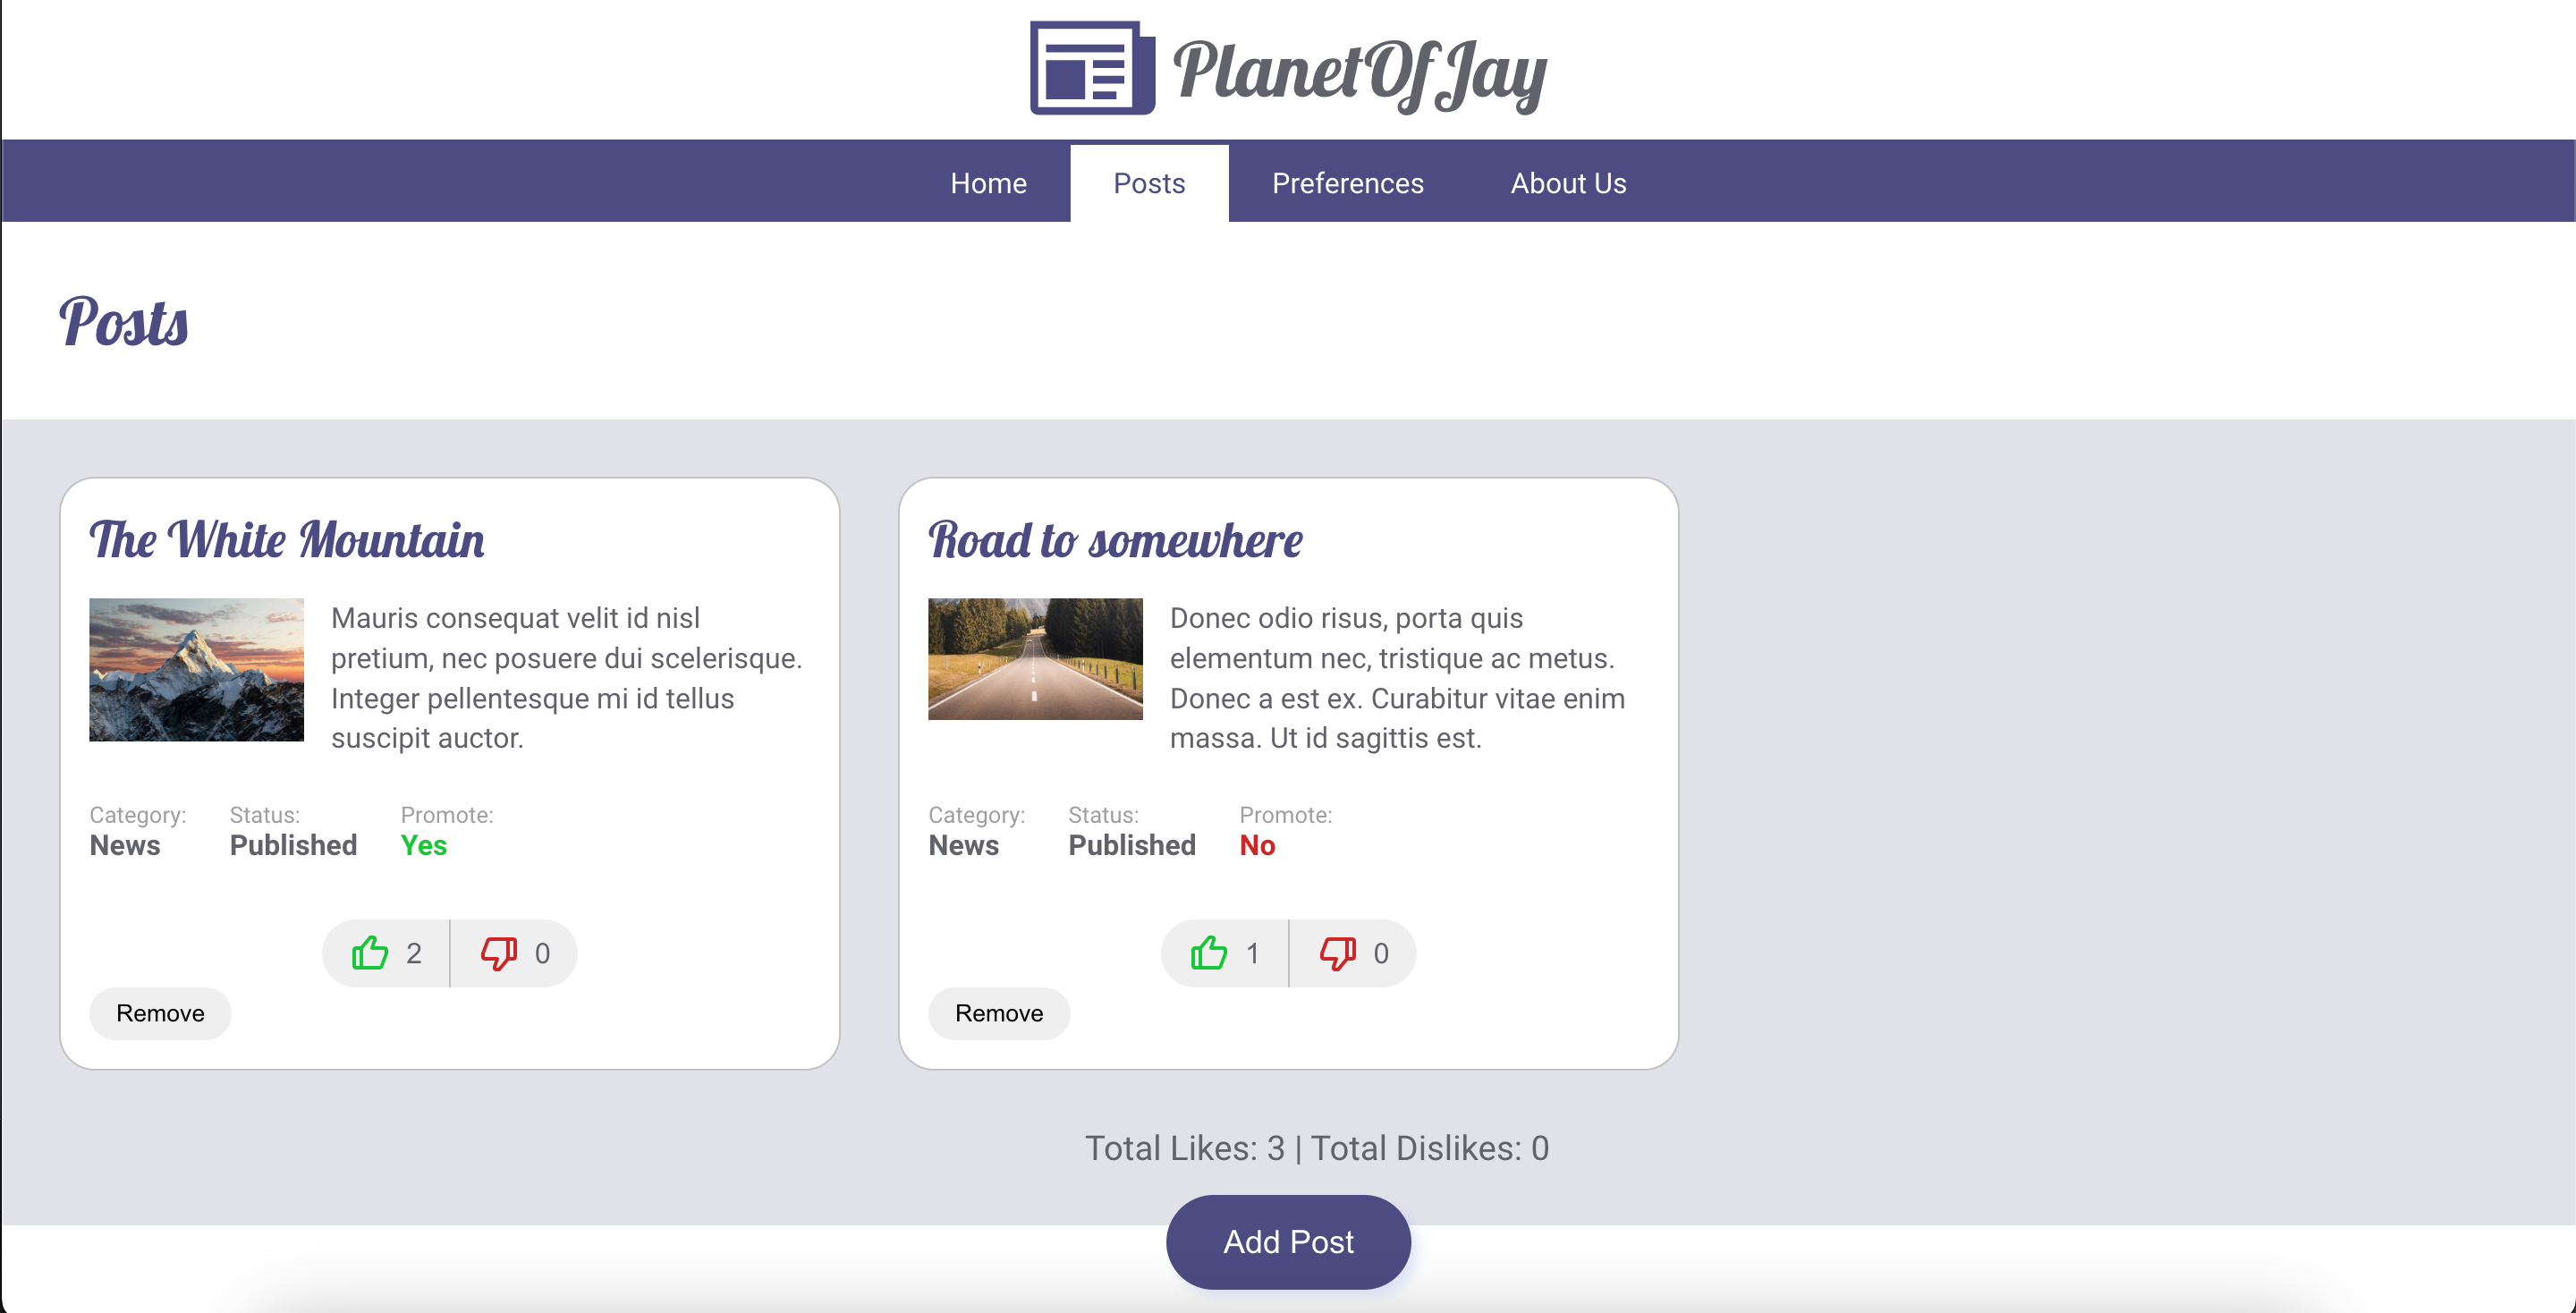 PlanetOfJay
Home Posts Preferences About Us
Posts
The White Mountain
Mauris consequat velit id nisl
pretium, nec posuere dui scelerisque.
Integer pellentesque mi id tellus
suscipit auctor.
Category: Status: Promote:
News Published Yes
2 0
Remove
Road to somewhere
Donec odio risus, porta quis
elementum nec, tristique ac metus.
Donec a est ex. Curabitur vitae enim
massa. Ut id sagittis est.
Category: Status: Promote:
News Published No
1 0
Remove
Total Likes: 3 | Total Dislikes: 0
Add Post